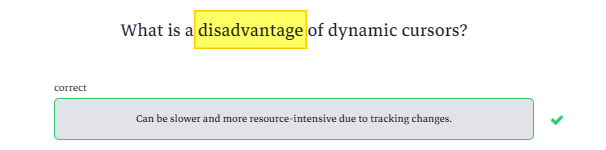 What is a disadvantage of dynamic cursors?
correct
Can be slower and more resource-intensive due to tracking changes.